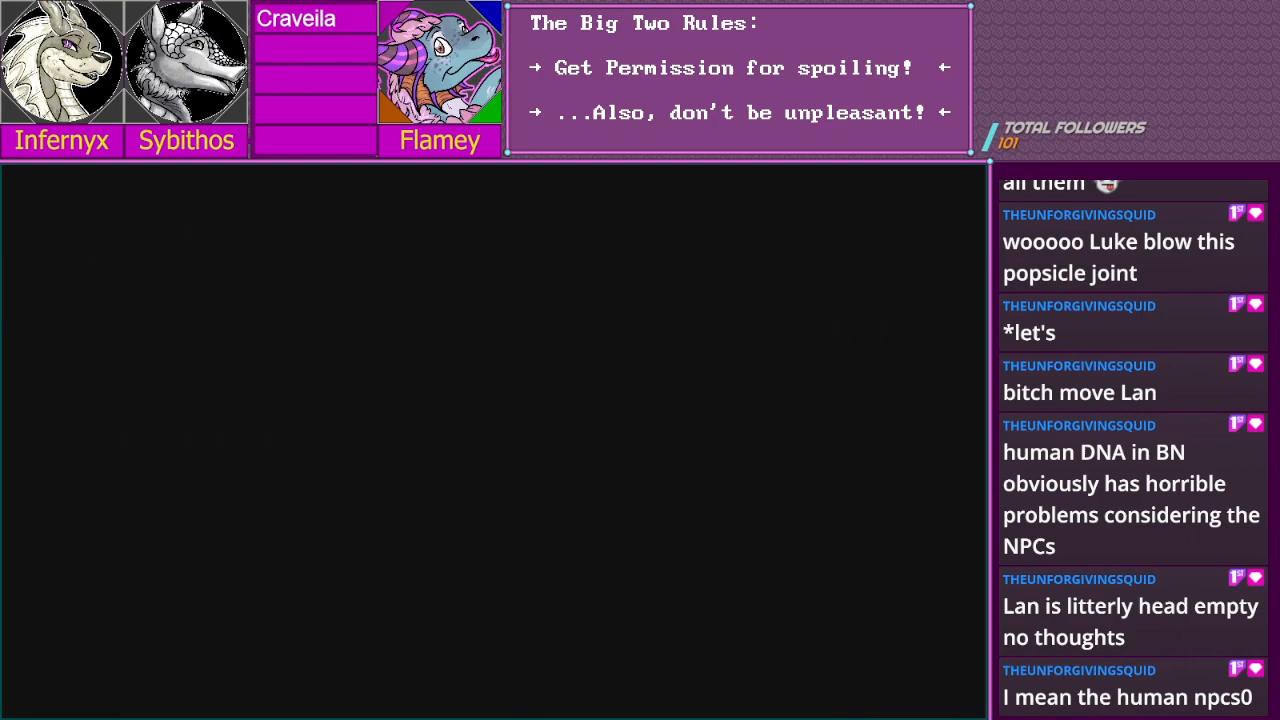 Craveila
Infernyx
Sybithos
Flamey
The Big Two Rules:
→ Get Permission for spoiling! ←
→ ...Also, don't be unpleasant! ←
TOTAL FOLLOWERS
101
all them
THEUNFORGIVINGSQUID
wooooo Luke blow this
popsicle joint
THEUNFORGIVINGSQUID
*let's
THEUNFORGIVINGSQUID
bitch move Lan
THEUNFORGIVINGSQUID
human DNA in BN
obviously has horrible
problems considering the
NPCs
THEUNFORGIVINGSQUID
Lan is litterly head empty
no thoughts
THEUNFORGIVINGSQUID
I mean the human npcs0